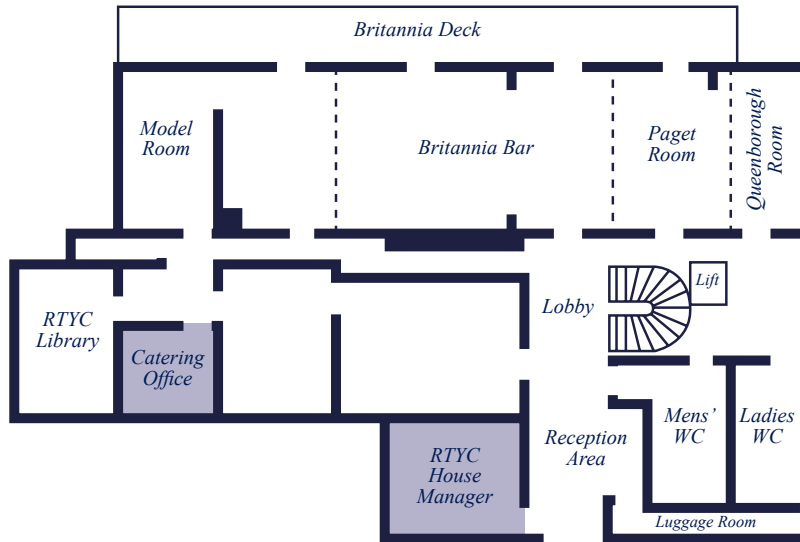 Britannia Deck
Model
Room
Britannia Bar
Paget
Room
Queenborough
Room
RTYC
Library
Catering
Office
Lobby
Lift
RTYC
House
Manager
Reception
Area
Mens’
WC
Ladies
WC
Luggage Room